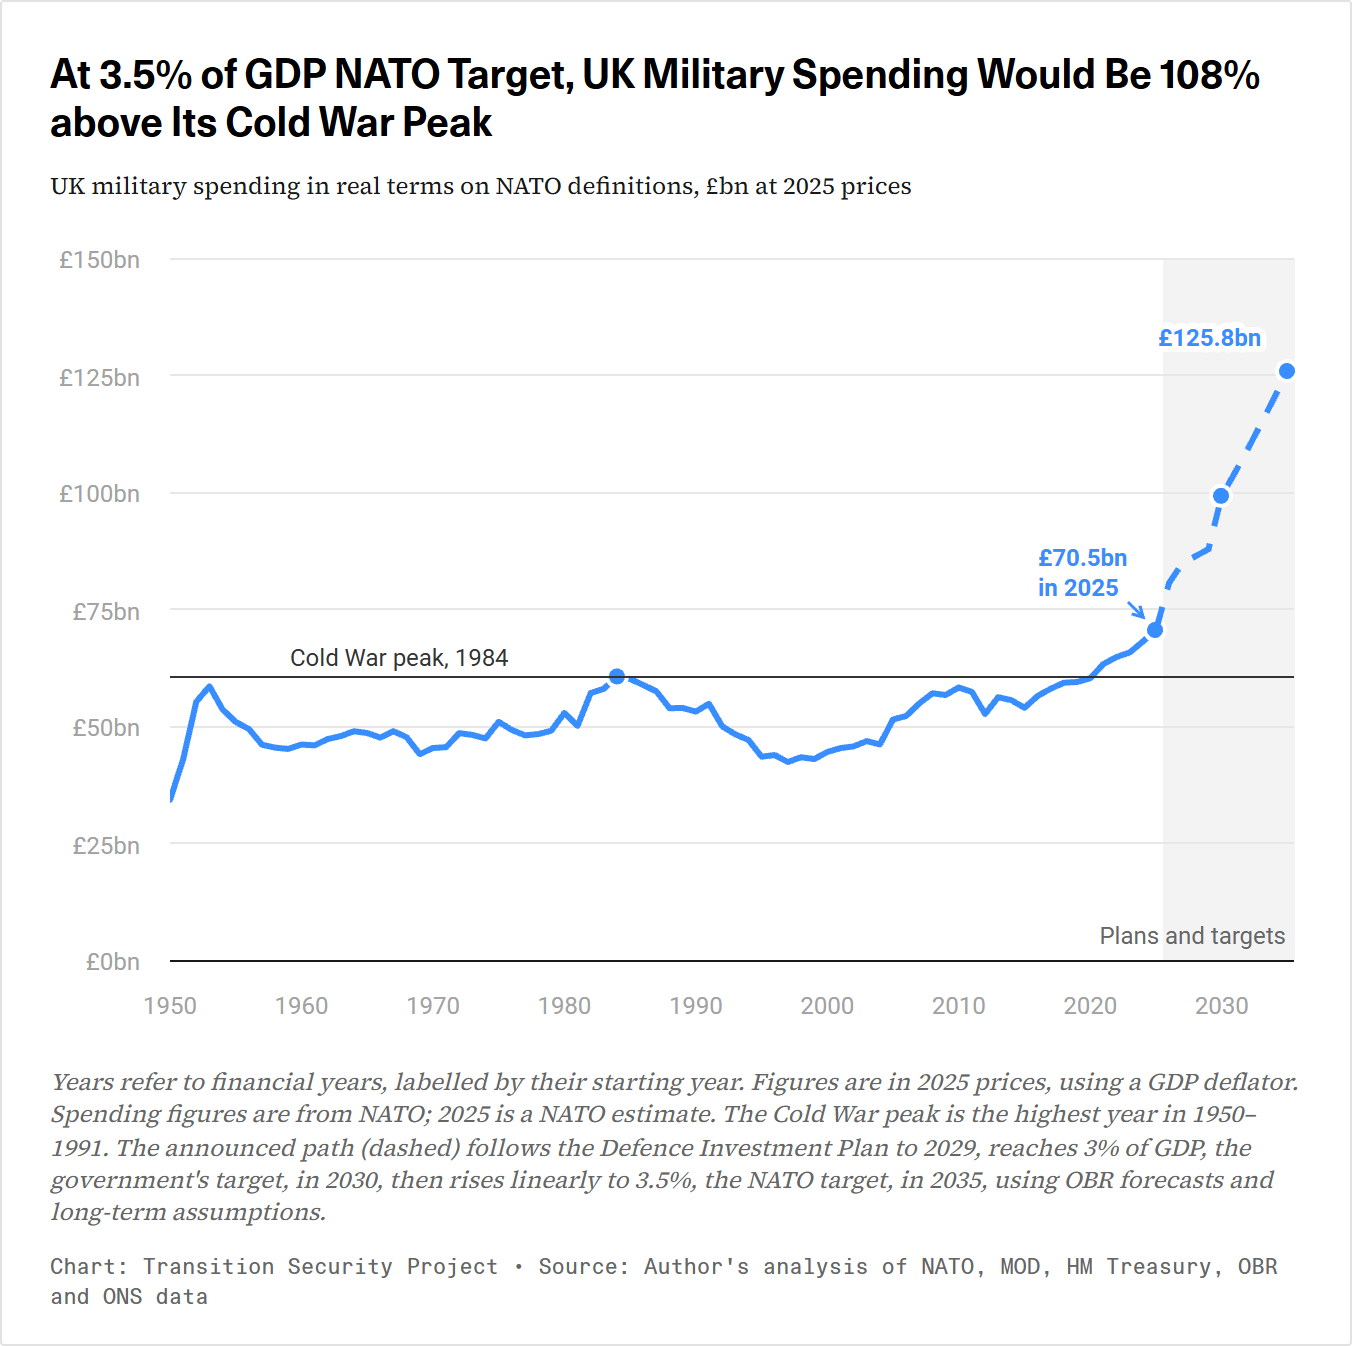 At 3.5% of GDP NATO Target, UK Military Spending Would Be 108%
above Its Cold War Peak
UK military spending in real terms on NATO definitions, £bn at 2025 prices
£150bn
£125.8bn
£125bn
£100bn
£70.5bn
in 2025
£75bn
Cold War peak, 1984
£50bn
£25bn
Plans and targets
£0bn
1950 1960 1970 1980 1990 2000 2010 2020 2030
Years refer to financial years, labelled by their starting year. Figures are in 2025 prices, using a GDP deflator.
Spending figures are from NATO; 2025 is a NATO estimate. The Cold War peak is the highest year in 1950–
1991. The announced path (dashed) follows the Defence Investment Plan to 2029, reaches 3% of GDP, the
government's target, in 2030, then rises linearly to 3.5%, the NATO target, in 2035, using OBR forecasts and
long-term assumptions.
Chart: Transition Security Project • Source: Author's analysis of NATO, MOD, HM Treasury, OBR
and ONS data